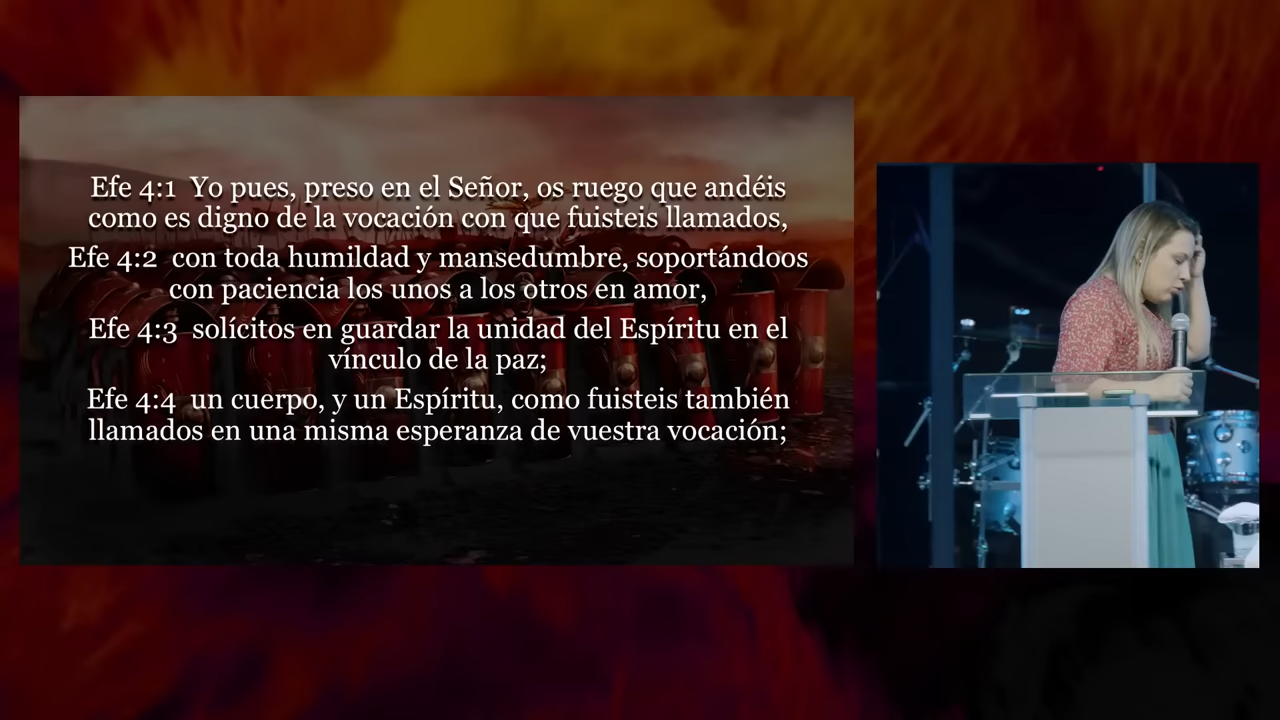 Efe 4:1 Yo pues, preso en el Señor, os ruego que andéis
como es digno de la vocación con que fuisteis llamados,
Efe 4:2 con toda humildad y mansedumbre, soportándoos
con paciencia los unos a los otros en amor,
Efe 4:3 solícitos en guardar la unidad del Espíritu en el
vínculo de la paz;
Efe 4:4 un cuerpo, y un Espíritu, como fuisteis también
llamados en una misma esperanza de vuestra vocación;